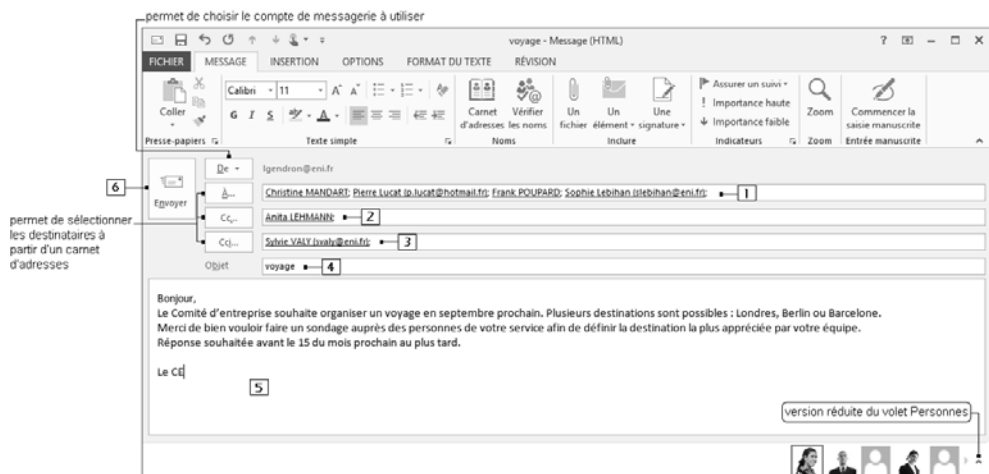 permet de choisir le compte de messagerie à utiliser
voyage - Message (HTML)
?
FICHIER MESSAGE INSERTION OPTIONS FORMAT DU TEXTE RÉVISION
Coller
Calibri 11 A A
G I S A
Carnet d'adresses
Vérifier les noms
Un fichier
Un élément
Une signature
Assurer un suivi
! Importance haute
Importance faible
Zoom
Commencer la saisie manuscrite
Presse-papiers Texte simple Noms Inclure Indicateurs Zoom Entrée manuscrite
6
Envoyer
De lgendron@eni.fr
À... Christine MANDART; Pierre Lucat (p.lucat@hotmail.fr); Frank POUPARD; Sophie Lebihan (slebihan@eni.fr); 1
Cc... Anita LEHMANN; 2
Cci... Sylvie VALY (svaly@eni.fr); 3
Objet voyage 4
permet de sélectionner
les destinataires à
partir d'un carnet
d'adresses
Bonjour,
Le Comité d'entreprise souhaite organiser un voyage en septembre prochain. Plusieurs destinations sont possibles : Londres, Berlin ou Barcelone.
Merci de bien vouloir faire un sondage auprès des personnes de votre service afin de définir la destination la plus appréciée par votre équipe.
Réponse souhaitée avant le 15 du mois prochain au plus tard.
Le CE
5
version réduite du volet Personnes